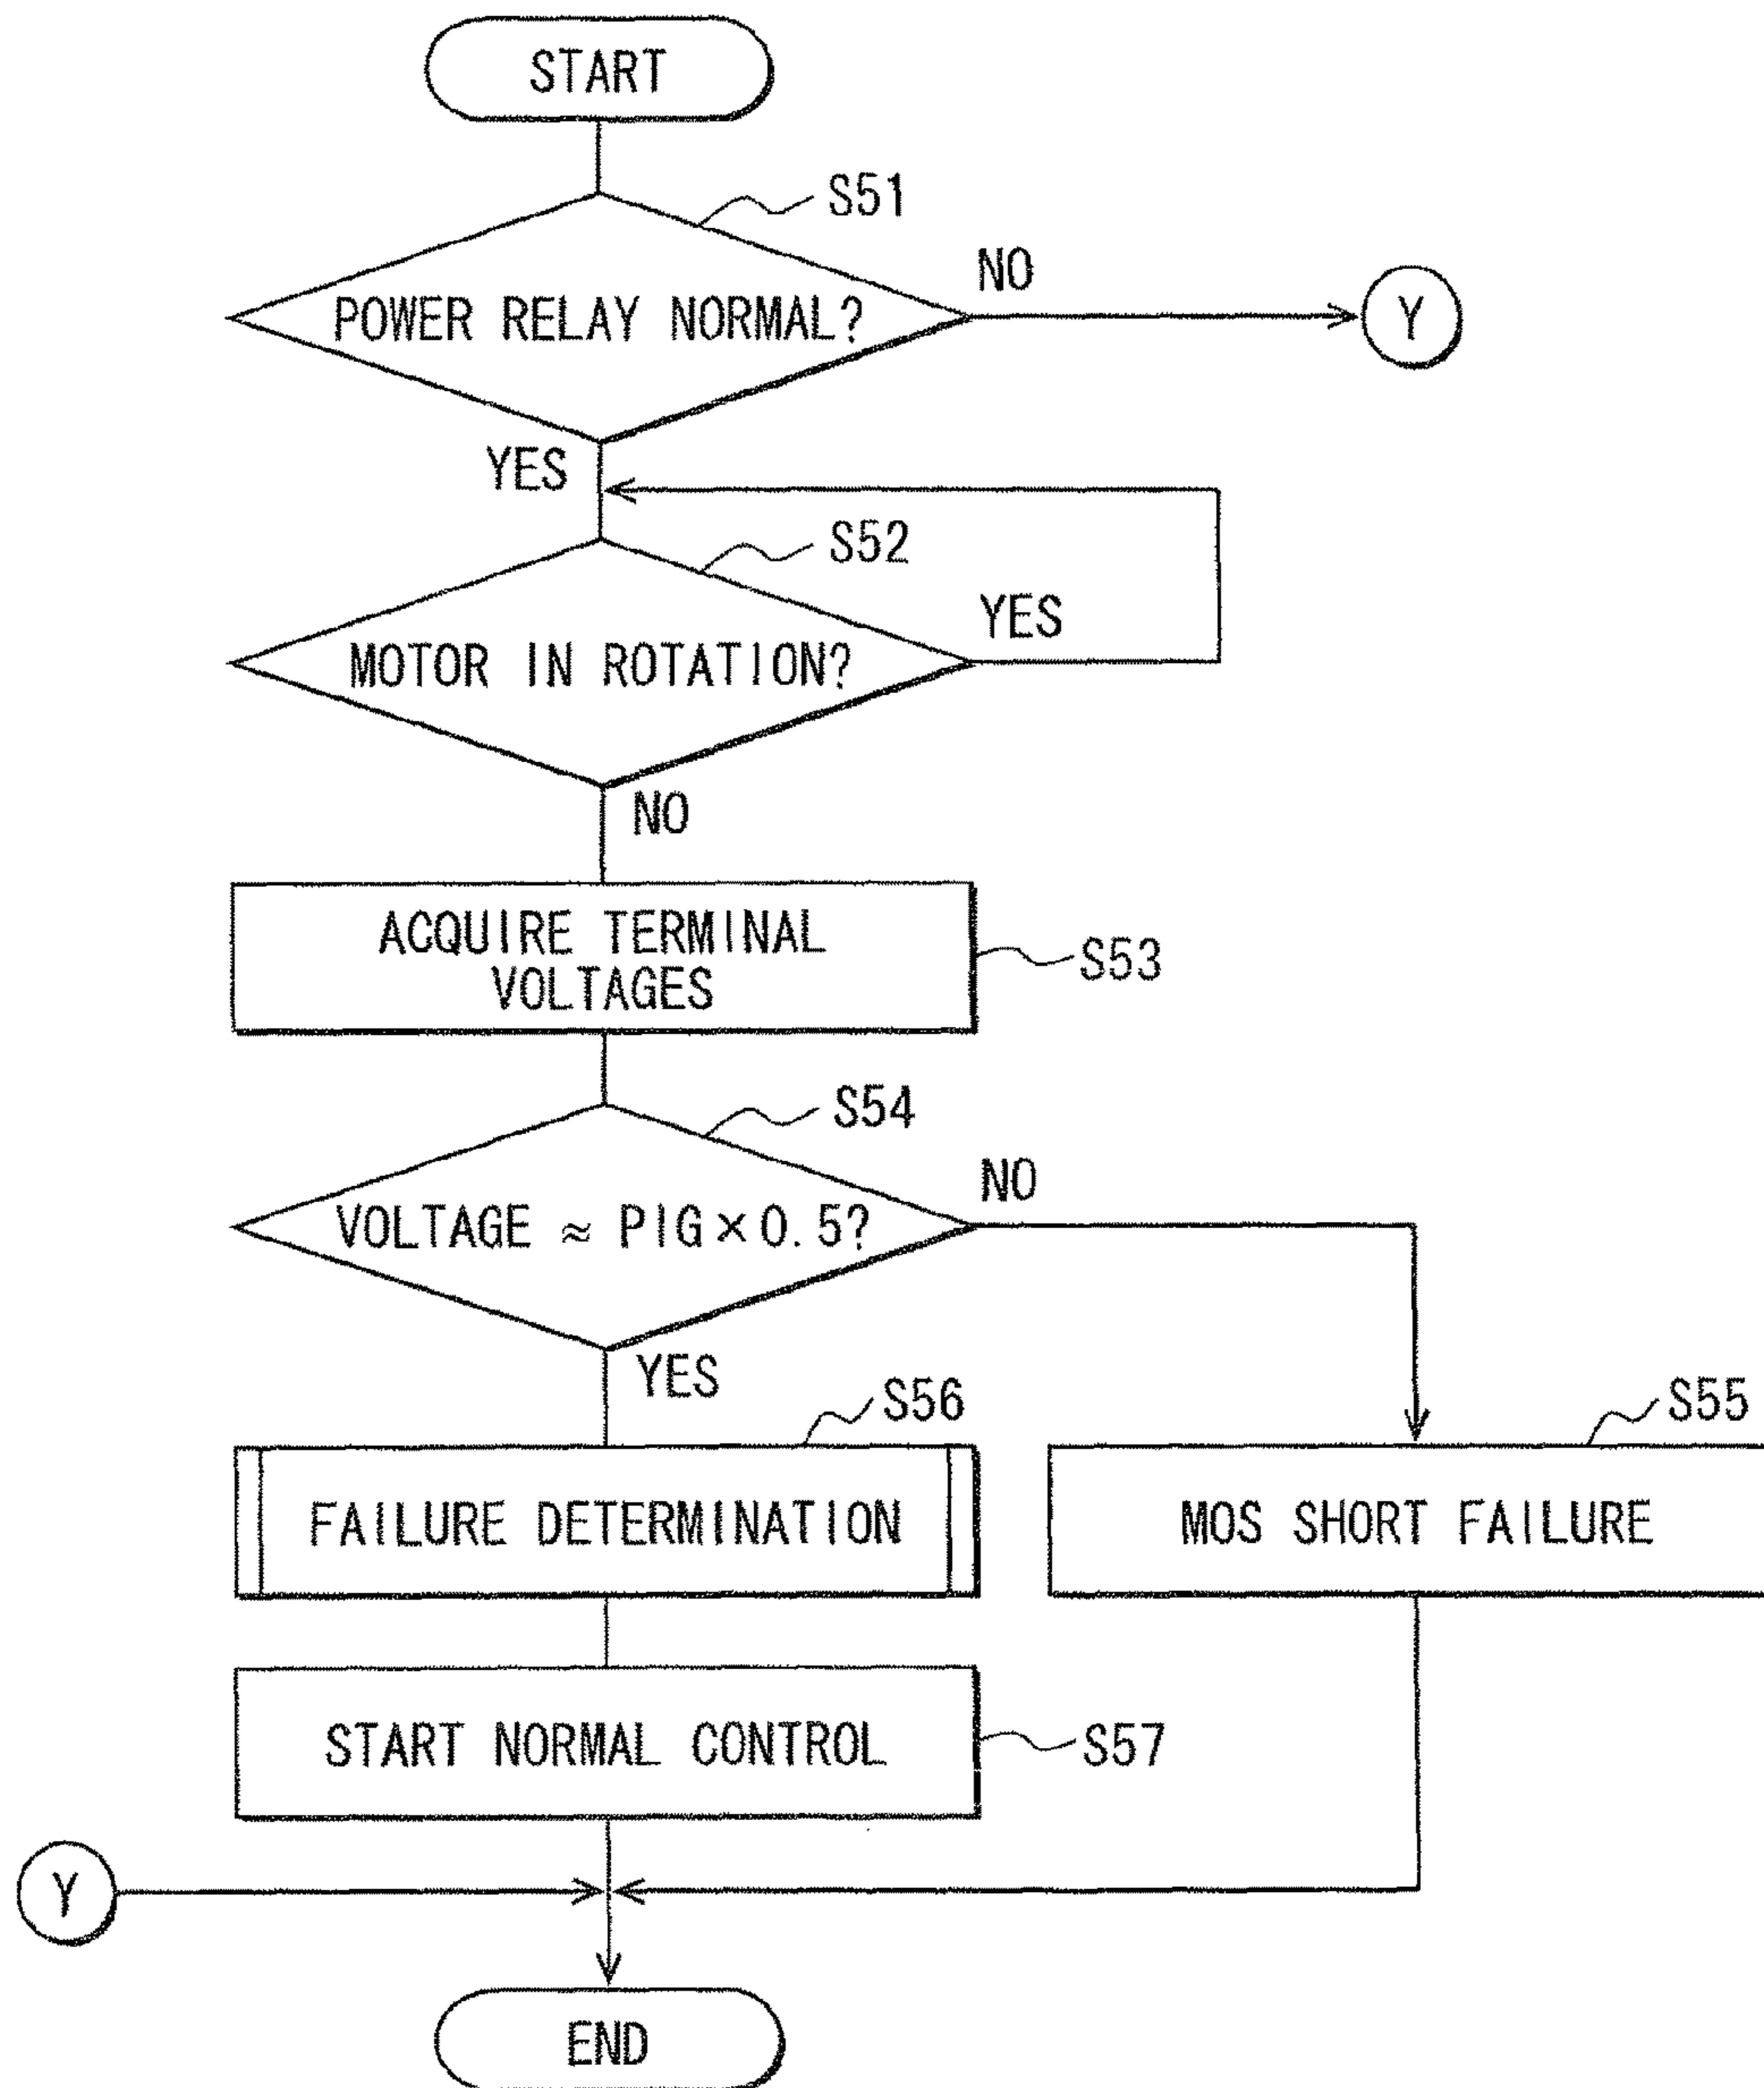 START
S51
POWER RELAY NORMAL?
NO
Y
YES
S52
MOTOR IN ROTATION?
YES
NO
ACQUIRE TERMINAL
VOLTAGES
S53
S54
VOLTAGE ≈ PIG×0.5?
NO
YES
S56
FAILURE DETERMINATION
S55
MOS SHORT FAILURE
START NORMAL CONTROL
S57
Y
END